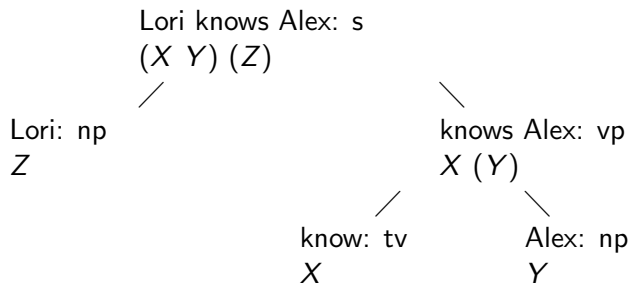 Lori knows Alex: s
(X Y) (Z)
Lori: np
Z
knows Alex: vp
X (Y)
know: tv
X
Alex: np
Y